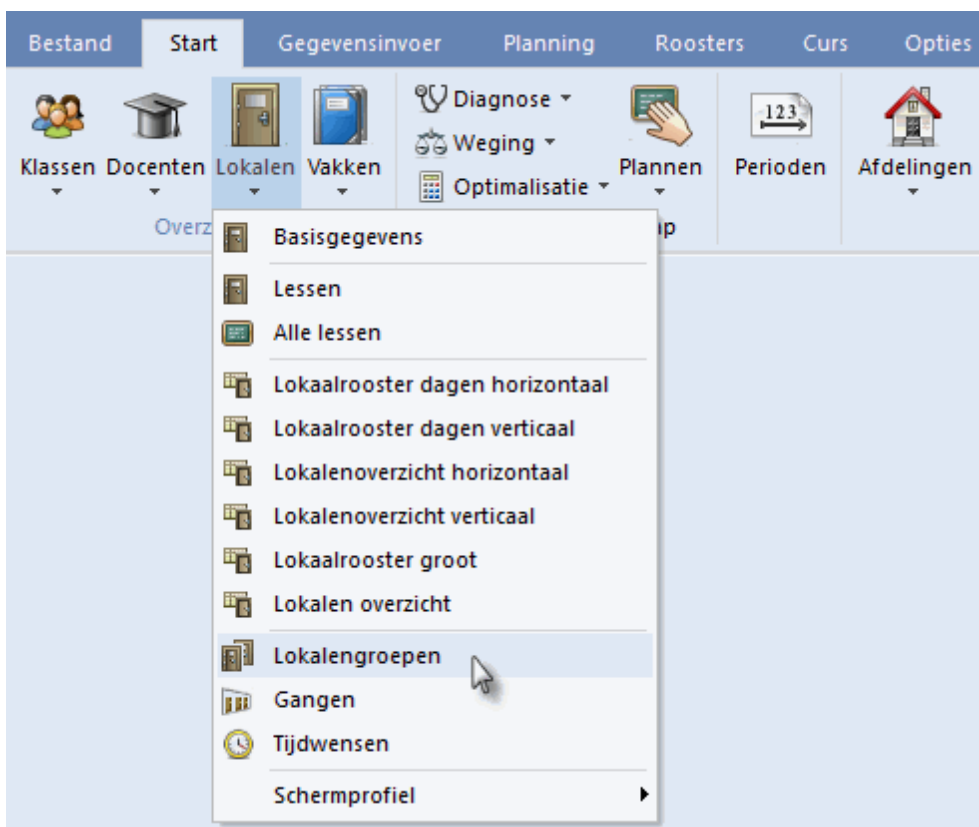 Bestand Start Gegevensinvoer Planning Roosters Curs Opties
Diagnose
Weging
Optimalisatie
Klassen Docenten Lokalen Vakken Plannen Perioden Afdelingen
123
Overz
Basisgegevens
Lessen
Alle lessen
Lokaalrooster dagen horizontaal
Lokaalrooster dagen verticaal
Lokalenoverzicht horizontaal
Lokalenoverzicht verticaal
Lokaalrooster groot
Lokalen overzicht
Lokalengroepen
Gangen
Tijdwensen
Schermprofiel